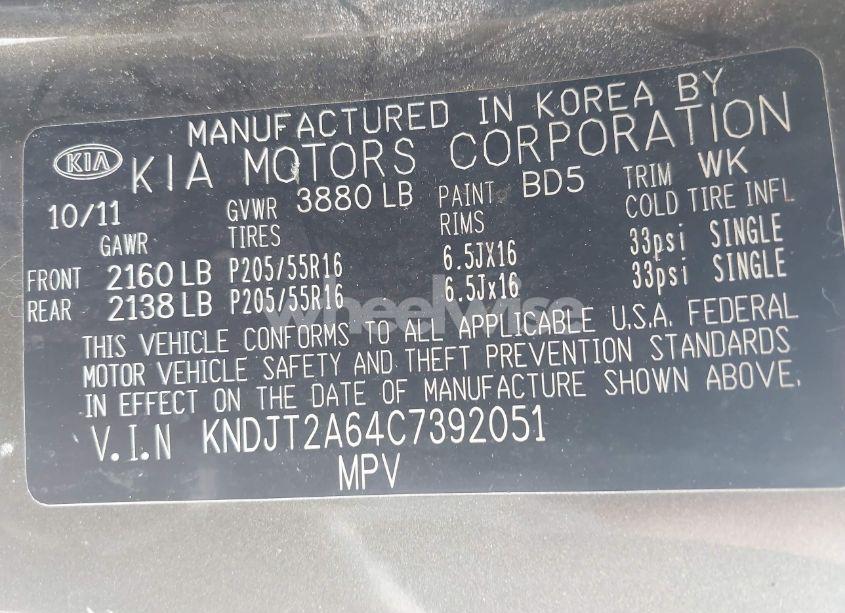 MANUFACTURED IN KOREA BY
KIA KIA MOTORS CORPORATION
10/11 GVWR 3880 LB PAINT BD5 TRIM WK
GAWR TIRES RIMS COLD TIRE INFL
FRONT 2160 LB P205/55R16 6.5JX16 33psi SINGLE
REAR 2138 LB P205/55R16 6.5Jx16 33psi SINGLE
wheelwise
THIS VEHICLE CONFORMS TO ALL APPLICABLE U.S.A. FEDERAL
MOTOR VEHICLE SAFETY AND THEFT PREVENTION STANDARDS
IN EFFECT ON THE DATE OF MANUFACTURE SHOWN ABOVE.
V.I.N KNDJT2A64C7392051
MPV